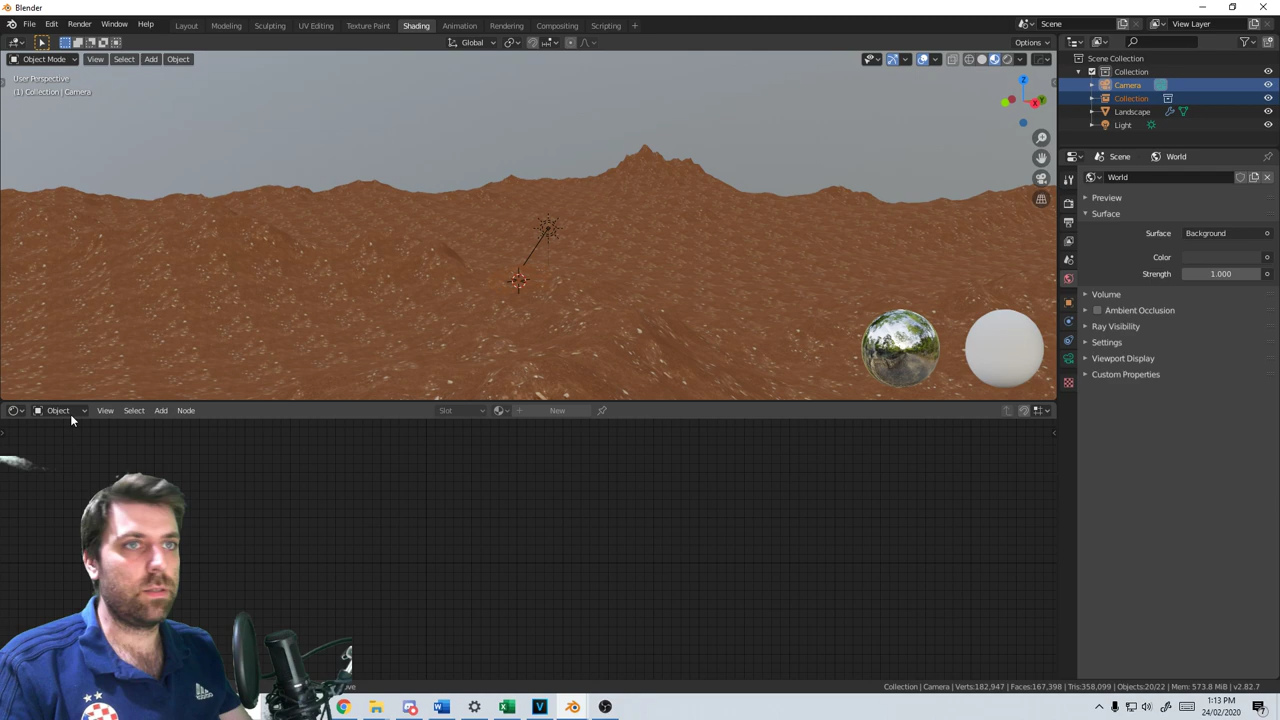 Blender
File Edit Render Window Help
Layout Modeling Sculpting UV Editing Texture Paint Shading Animation Rendering Compositing Scripting +
Scene
View Layer
Global
Options
Object Mode View Select Add Object
User Perspective
(1) Collection | Camera
Z
X
Y
Scene Collection
Collection
Camera
Collection
Landscape
Light
Scene
World
World
Preview
Surface
Surface Background
Color
Strength 1.000
Volume
Ambient Occlusion
Ray Visibility
Settings
Viewport Display
Custom Properties
Object View Select Add Node
Slot
New
Collection | Camera | Verts:182,947 | Faces:167,398 | Tris:358,099 | Objects:20/22 | Mem: 573.8 MiB | v2.82.7
1:13 PM
24/02/2020